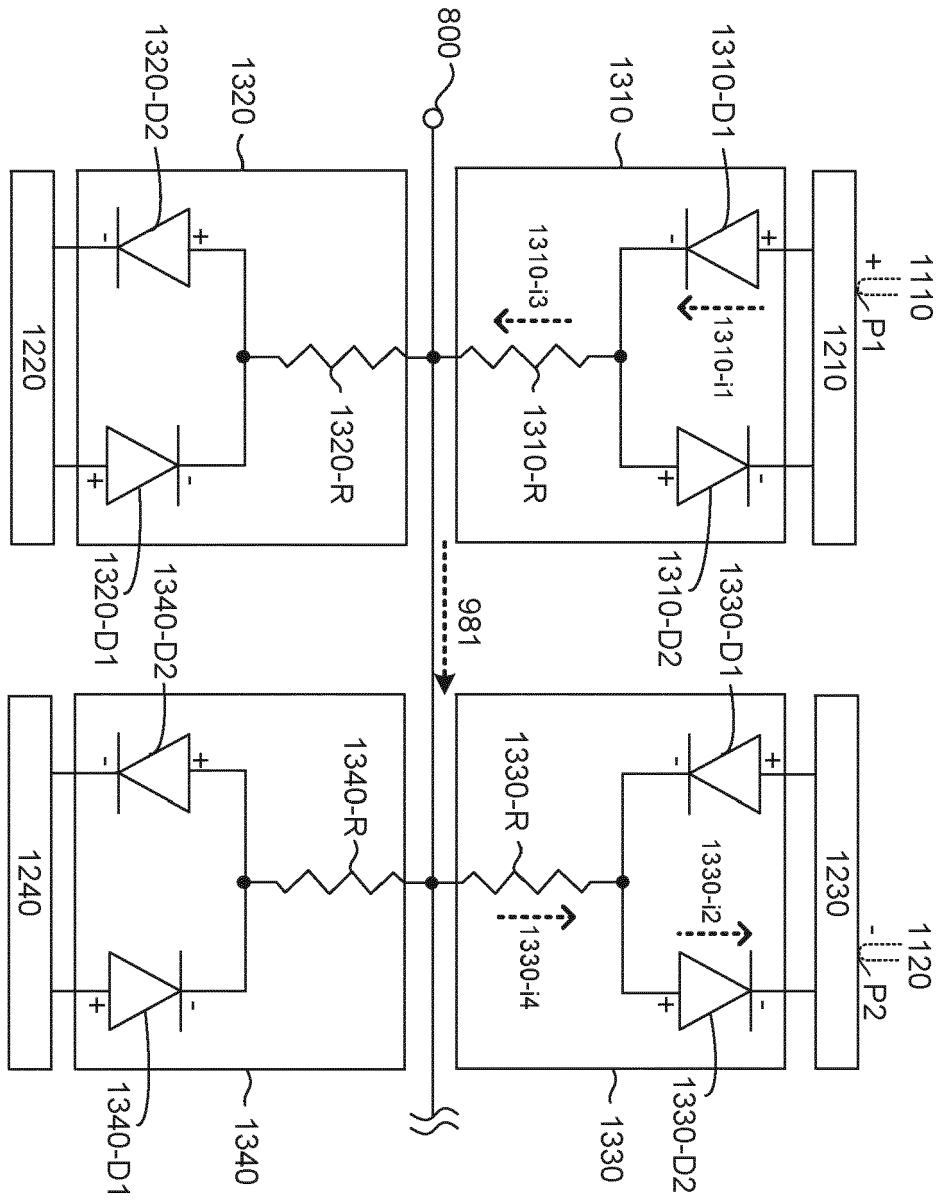 1110
1120
+
P1
-
P2
1210
1230
+
-
+
-
1310-D1
1310-i1
1330-D1
1330-i2
1330-D2
1310-D2
-
+
-
+
1310
1330
1310-i3
1310-R
1330-R
1330-i4
981
800
1320-R
1340-R
1320
1340
+
-
+
-
1320-D2
1340-D2
-
+
-
+
1320-D1
1340-D1
1220
1240